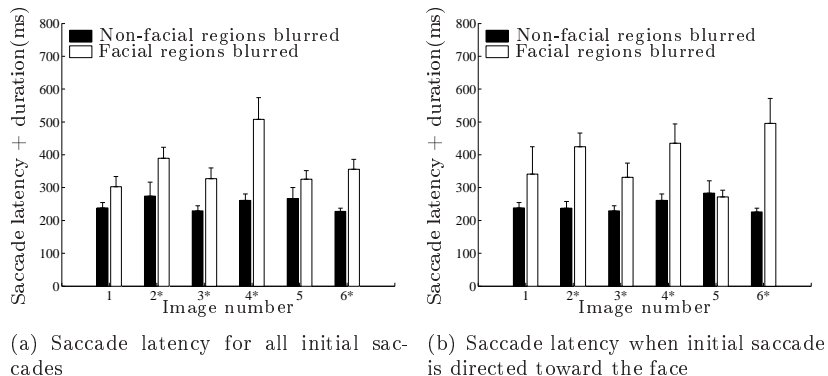 Saccade latency + duration(ms)
800
700
600
500
400
300
200
100
0
Non-facial regions blurred
Facial regions blurred
1 2* 3* 4* 5 6*
Image number
(a) Saccade latency for all initial sac-
cades
Saccade latency + duration(ms)
800
700
600
500
400
300
200
100
0
Non-facial regions blurred
Facial regions blurred
1 2* 3* 4* 5 6*
Image number
(b) Saccade latency when initial saccade
is directed toward the face